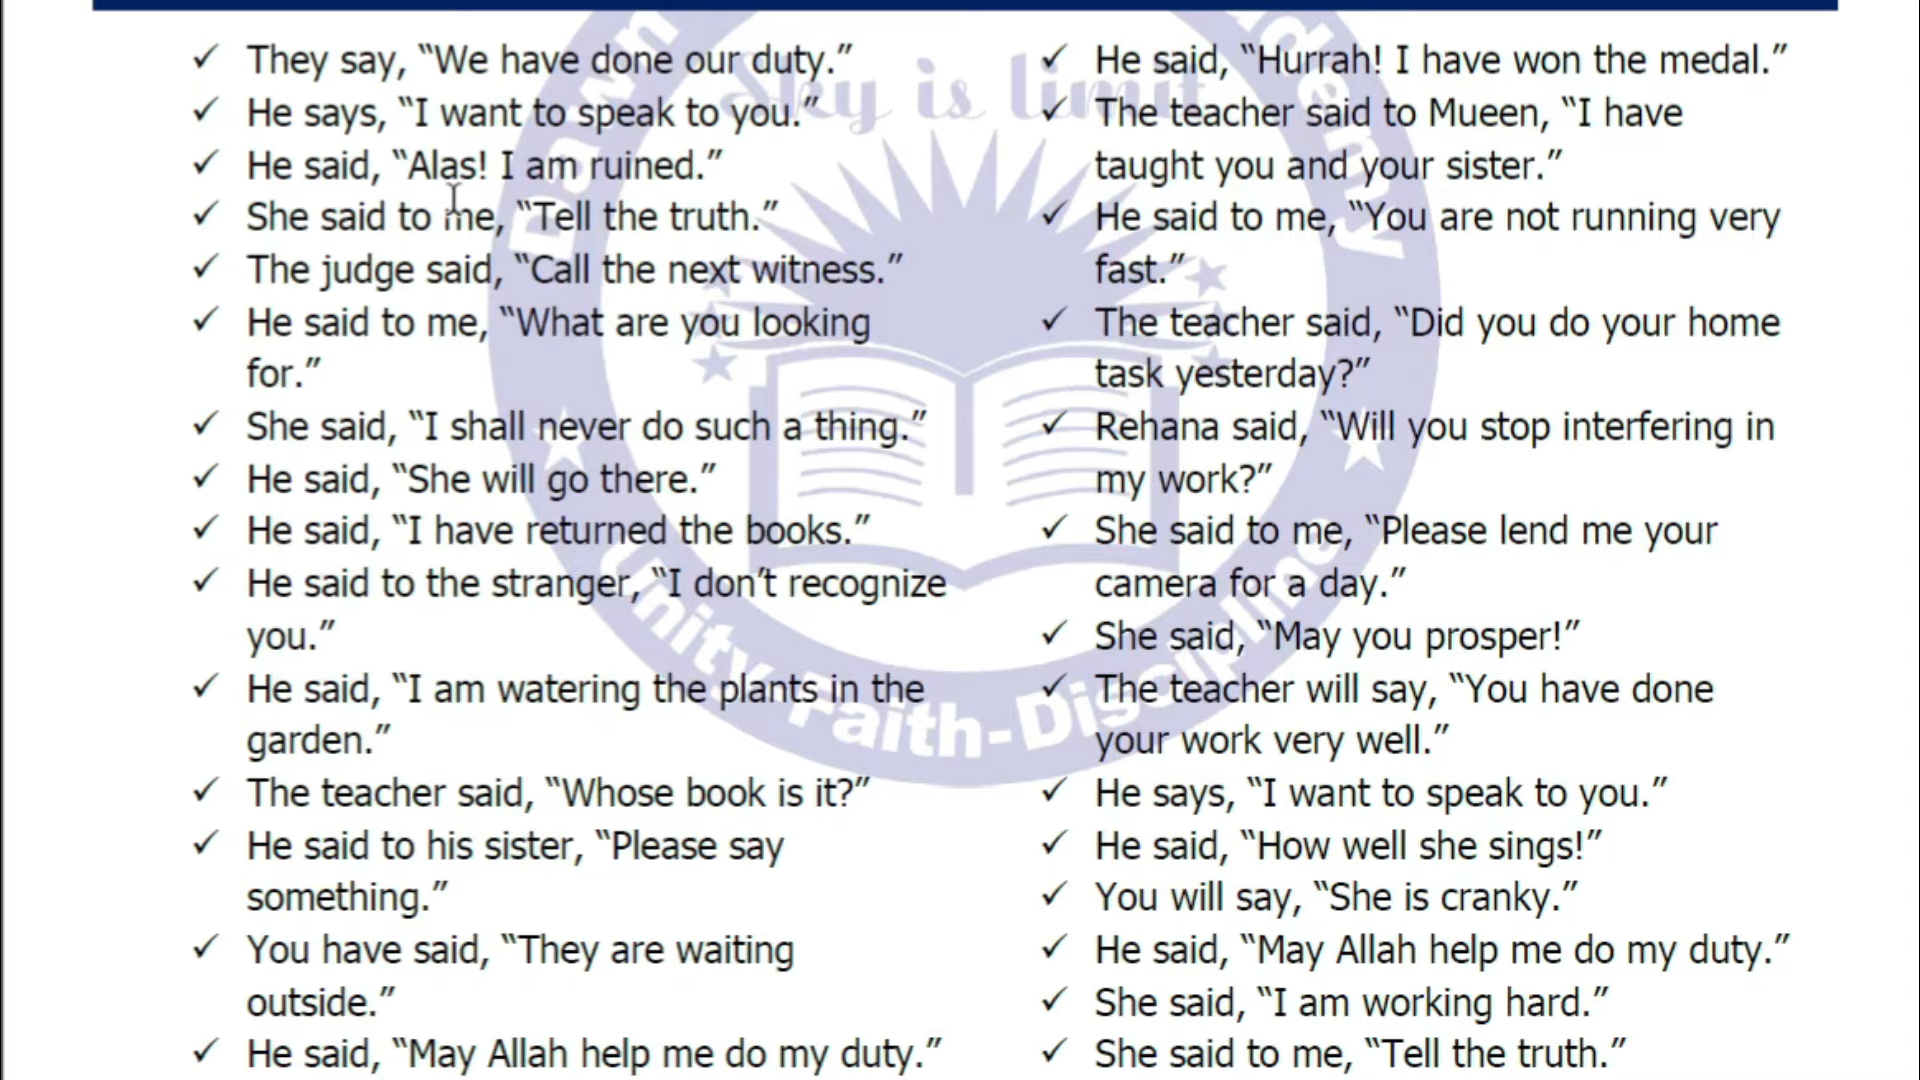 They say, “We have done our duty.”
He says, “I want to speak to you.”
He said, “Alas! I am ruined.”
She said to me, “Tell the truth.”
The judge said, “Call the next witness.”
He said to me, “What are you looking
for.”
She said, “I shall never do such a thing.”
He said, “She will go there.”
He said, “I have returned the books.”
He said to the stranger, “I don’t recognize
you.”
He said, “I am watering the plants in the
garden.”
The teacher said, “Whose book is it?”
He said to his sister, “Please say
something.”
You have said, “They are waiting
outside.”
He said, “May Allah help me do my duty.”
He said, “Hurrah! I have won the medal.”
The teacher said to Mueen, “I have
taught you and your sister.”
He said to me, “You are not running very
fast.”
The teacher said, “Did you do your home
task yesterday?”
Rehana said, “Will you stop interfering in
my work?”
She said to me, “Please lend me your
camera for a day.”
She said, “May you prosper!”
The teacher will say, “You have done
your work very well.”
He says, “I want to speak to you.”
He said, “How well she sings!”
You will say, “She is cranky.”
He said, “May Allah help me do my duty.”
She said, “I am working hard.”
She said to me, “Tell the truth.”
Dawn
Sky is limit
Unity-Faith-Discipline